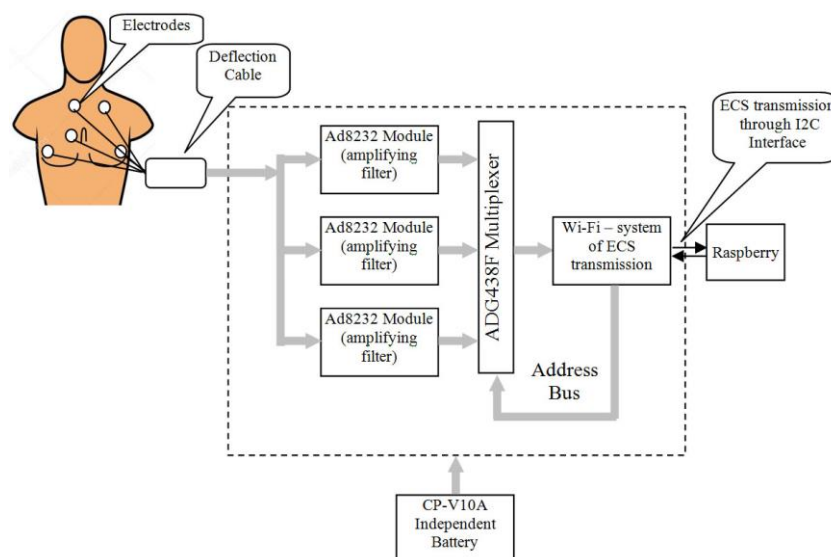 Electrodes
Deflection
Cable
ECS transmission
through I2C
Interface
Ad8232 Module
(amplifying
filter)
Ad8232 Module
(amplifying
filter)
Ad8232 Module
(amplifying
filter)
ADG438F Multiplexer
Wi-Fi – system
of ECS
transmission
Raspberry
Address
Bus
CP-V10A
Independent
Battery